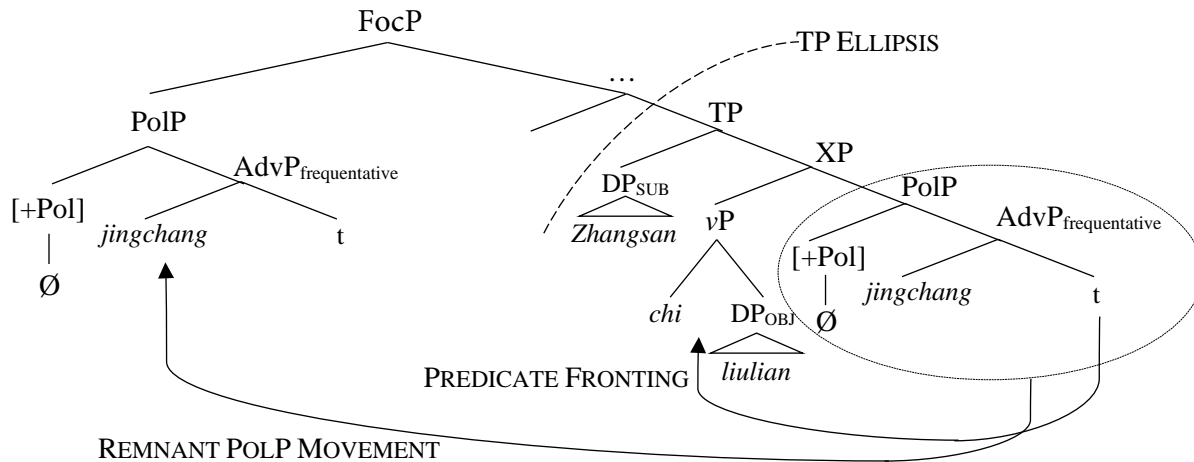 FocP
TP ELLIPSIS
…
PolP
TP
AdvPfrequentative
XP
DPSUB
PolP
[+Pol]
jingchang
t
Zhangsan
vP
[+Pol]
AdvPfrequentative
Ø
jingchang
t
chi
DPOBJ
Ø
liulian
PREDICATE FRONTING
REMNANT POLP MOVEMENT